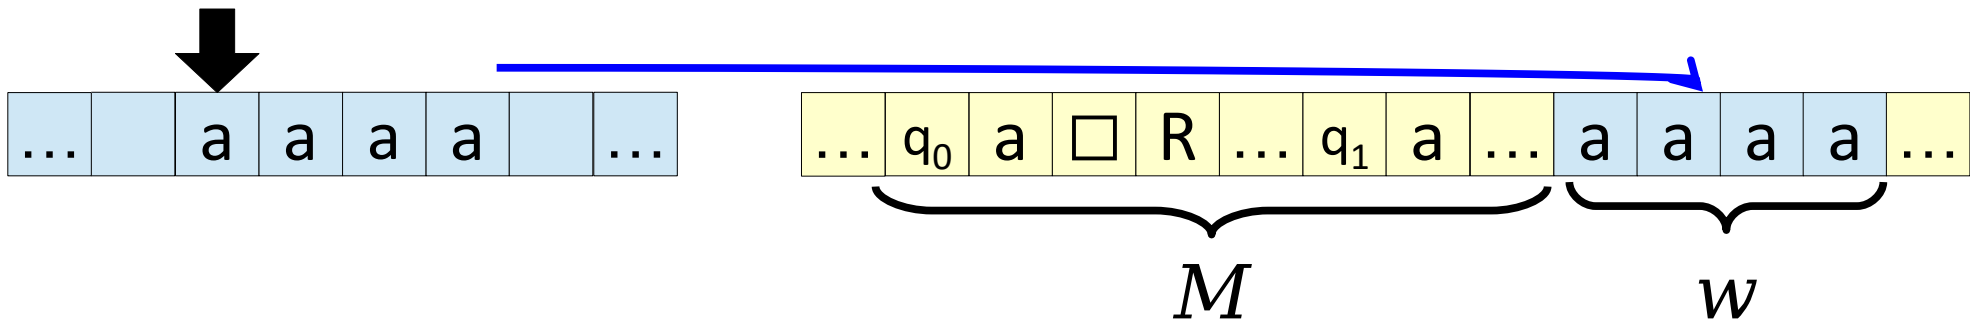 ... a a a a ... ... q₀ a □ R ... q₁ a ... a a a a ...
M w